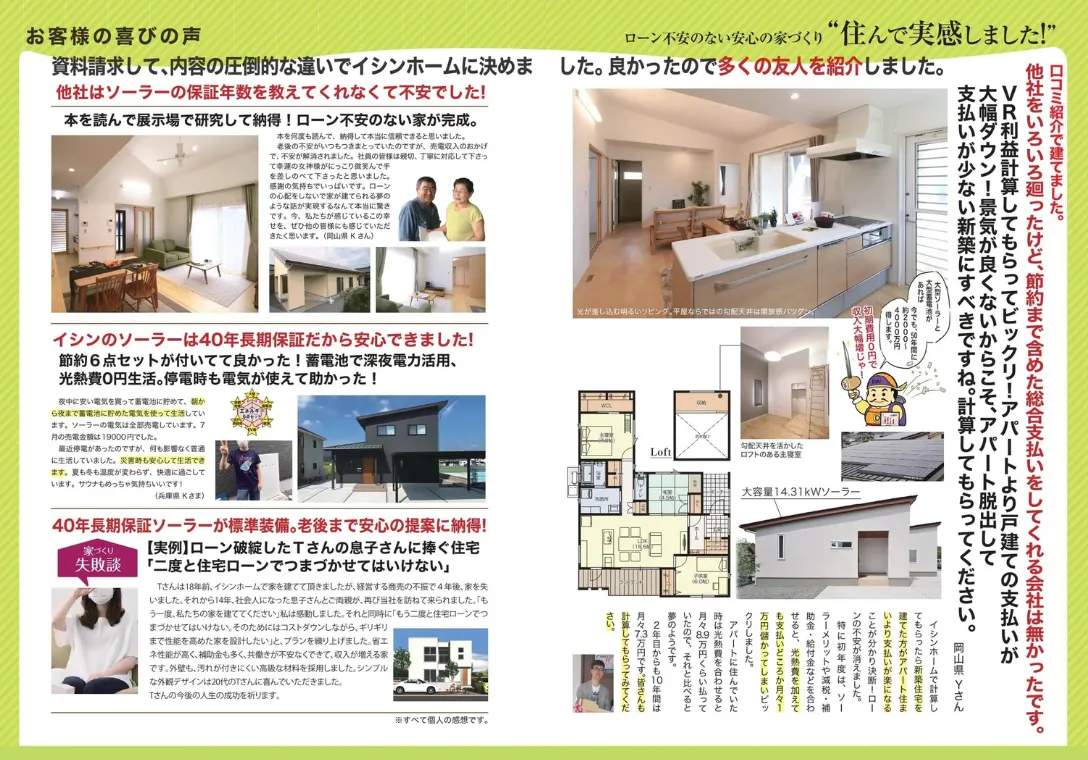 お客様の喜びの声
ローン不安のない安心の家づくり “住んで実感しました!”
資料請求して、内容の圧倒的な違いでイシンホームに決めました。良かったので多くの友人を紹介しました。
他社はソーラーの保証年数を教えてくれなくて不安でした!
本を読んで展示場で研究して納得!ローン不安のない家が完成。
本を何度も読んで、納得して本当に信頼できると思いました。
老後の不安がいつもつきまとっていたのですが、売電収入のおかげ
で、不安が解消されました。社員の皆様は親切、丁寧に対応して下さっ
て幸運の女神様がにっこり微笑んで手
を差しのべて下さったと思いました。
感謝の気持ちでいっぱいです。ローン
の心配をしないで家が建てられる夢の
ような話が実現するなんて本当に驚き
です。今、私たちが感じているこの幸
せを、ぜひ他の皆様にも感じていただ
きたく思います。(岡山県 Kさん)
イシンのソーラーは40年長期保証だから安心できました!
節約6点セットが付いてて良かった!蓄電池で深夜電力活用、
光熱費0円生活。停電時も電気が使えて助かった!
夜中に安い電気を買って蓄電池に貯めて、朝か
ら夜まで蓄電池に貯めた電気を使って生活してい
ます。ソーラーの電気は全部売電しています。7
月の売電金額は19000円でした。
最近停電があったのですが、何も影響なく普通
に生活していました。災害時も安心して生活でき
ます。夏も冬も温度が変わらず、快適に過ごして
います。サウナもめっちゃ気持ちいいです!
(兵庫県 Kさま)
40年長期保証ソーラーが標準装備。老後まで安心の提案に納得!
家づくり
失敗談
【実例】ローン破綻したTさんの息子さんに捧ぐ住宅
「二度と住宅ローンでつまづかせてはいけない」
Tさんは18年前、イシンホームで家を建てて頂きましたが、経営する商売の不振で4年後、家を失
いました。それから14年、社会人になった息子さんとご両親が、再び当社を訪ねて来られました。「も
う一度、私たちの家を建ててください」私は感動しました。それと同時に「もう二度と住宅ローンでつ
まづかせてはいけない。そのためにはコストダウンしながら、ギリギリ
まで性能を高めた家を設計したい」と、プランを練り上げました。省エ
ネ性能が高く、補助金も多く、共働きが不安なくできて、収入が増える家
です。外壁も、汚れが付きにくい高級な材料を採用しました。シンプル
な外観デザインは20代のTさんに喜んでいただきました。
Tさんの今後の人生の成功を祈ります。
※すべて個人の感想です。
口コミ紹介で建てました。
他社をいろいろ廻ったけど、節約まで含めた総合支払いをしてくれる会社は無かったです。
VR利益計算してもらってビックリ!アパートより戸建ての支払いが
大幅ダウン!景気が良くないからこそ、アパート脱出して
支払いが少ない新築にすべきですね。計算してもらってください。
岡山県 Yさん
光が差し込む明るいリビング。平屋ならではの勾配天井は開放感バツグン
大型ソーラーと
大型蓄電池が
あれば
今でも、50年間に
約2000〜
4000万円
得します。
初期費用0円で
収入大幅増じゃ!
勾配天井を活かした
ロフトのある主寝室
大容量14.31kWソーラー
Loft
収納
WCL
主寝室
和室
LDK
子供室
イシンホームで計算し
てもらったら新築住宅を
建てた方がアパート住ま
いより支払いが楽になる
ことが分かり決断!ロー
ンの不安が消えました。
特に初年度は、ソー
ラーメリットや減税・補
助金・給付金などを合わ
せると、光熱費を加えて
も支払いどころか月々1
万円儲かってしまいビッ
クリしました。
アパートに住んでいた
時は光熱費を合わせると
月々8.9万円くらい払って
いたので、それと比べると
夢のようです。
2年目からも10年間は
月々7.3万円です。皆さんも
計算してもらってみてくだ
さい。